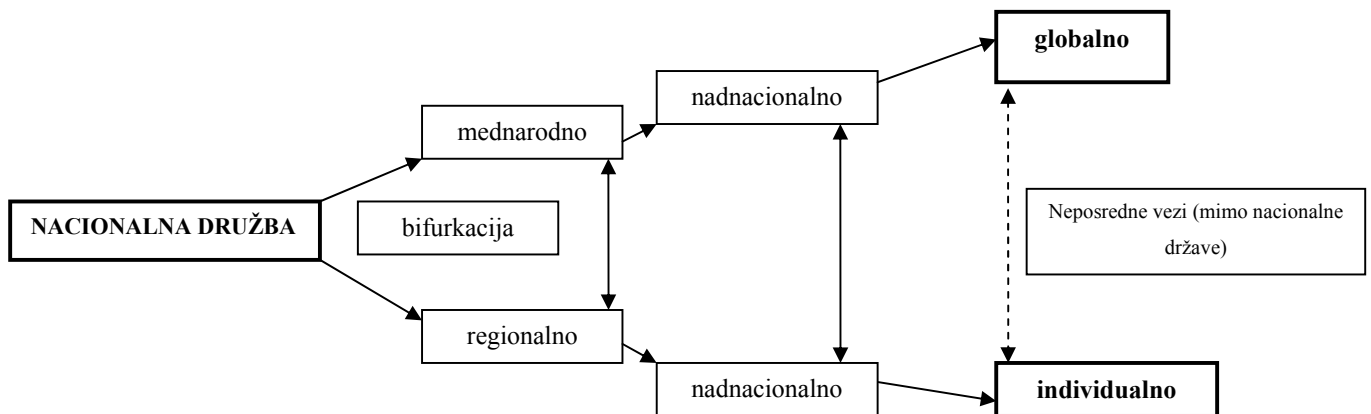 globalno
nadnacionalno
mednarodno
NACIONALNA DRUŽBA
bifurkacija
Neposredne vezi (mimo nacionalne
države)
regionalno
nadnacionalno
individualno